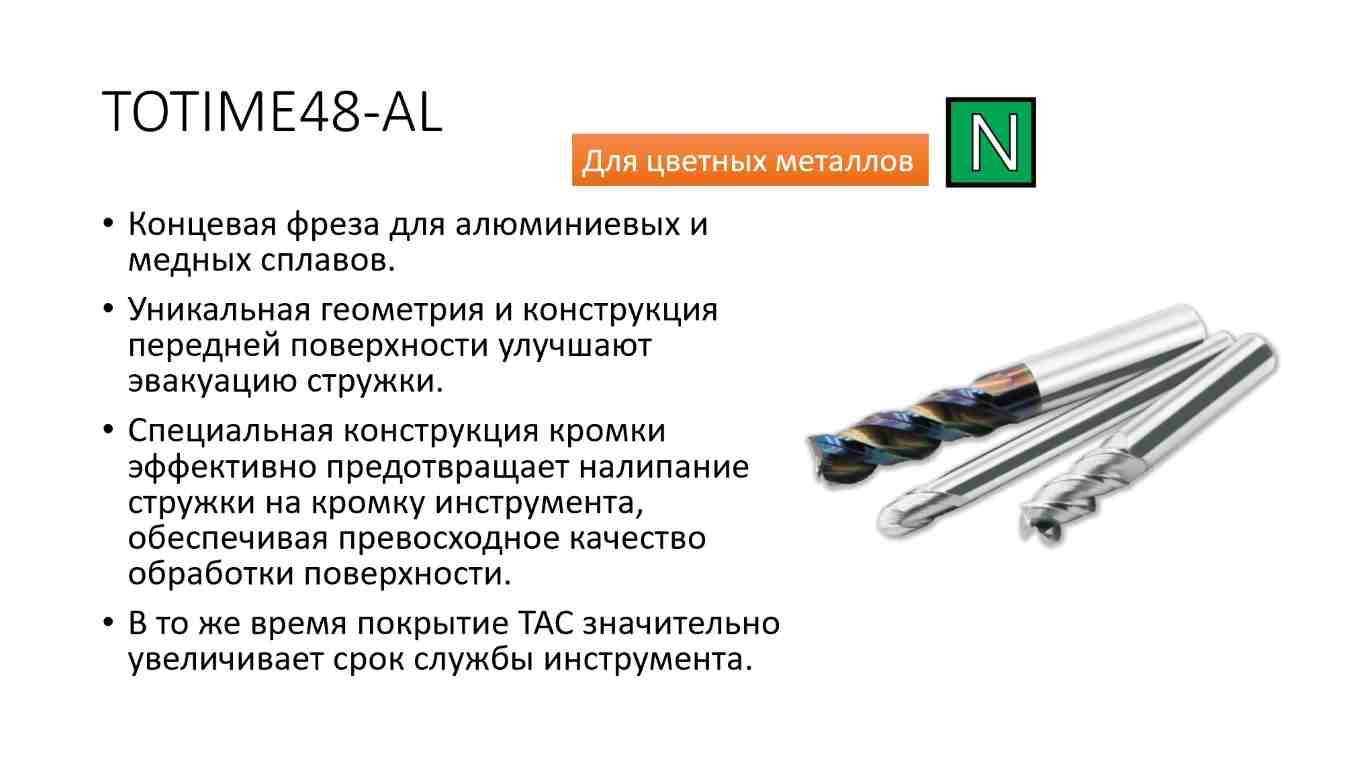 TOTIME48-AL
Для цветных металлов
N
• Концевая фреза для алюминиевых и
медных сплавов.
• Уникальная геометрия и конструкция
передней поверхности улучшают
эвакуацию стружки.
• Специальная конструкция кромки
эффективно предотвращает налипание
стружки на кромку инструмента,
обеспечивая превосходное качество
обработки поверхности.
• В то же время покрытие TAC значительно
увеличивает срок службы инструмента.